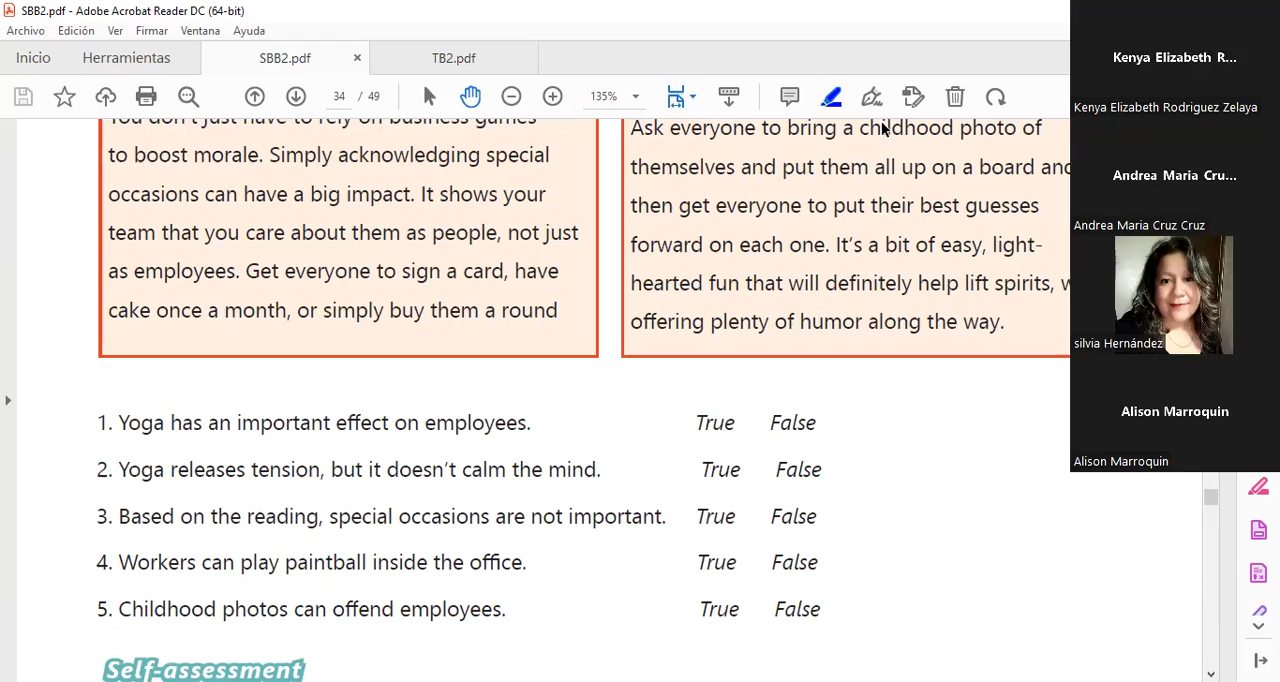 SBB2.pdf - Adobe Acrobat Reader DC (64-bit)
Archivo Edición Ver Firmar Ventana Ayuda
Inicio Herramientas SBB2.pdf × TB2.pdf
34 / 49 135%
You don't just have to rely on business games
to boost morale. Simply acknowledging special
occasions can have a big impact. It shows your
team that you care about them as people, not just
as employees. Get everyone to sign a card, have
cake once a month, or simply buy them a round
Ask everyone to bring a childhood photo of
themselves and put them all up on a board and
then get everyone to put their best guesses
forward on each one. It's a bit of easy, light-
hearted fun that will definitely help lift spirits, w
offering plenty of humor along the way.
1. Yoga has an important effect on employees. True False
2. Yoga releases tension, but it doesn't calm the mind. True False
3. Based on the reading, special occasions are not important. True False
4. Workers can play paintball inside the office. True False
5. Childhood photos can offend employees. True False
Self-assessment
Kenya Elizabeth R...
Kenya Elizabeth Rodriguez Zelaya
Andrea Maria Cru...
Andrea Maria Cruz Cruz
silvia Hernández
Alison Marroquin
Alison Marroquin